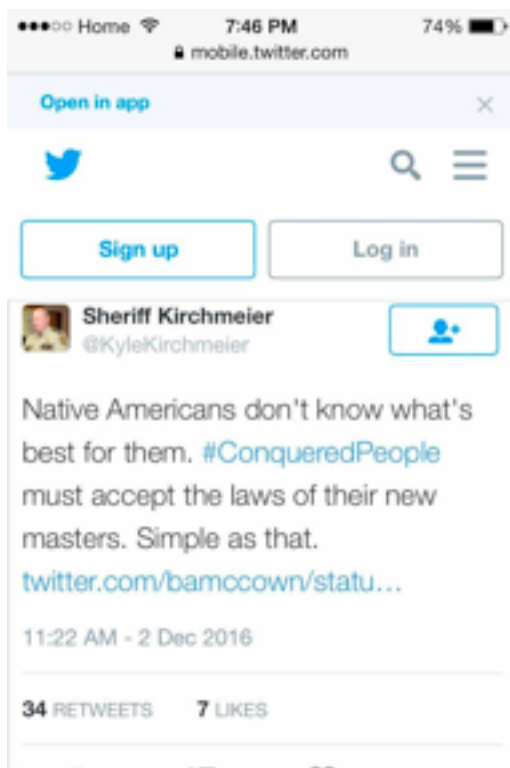 Home 7:46 PM 74%
mobile.twitter.com
Open in app
Sign up Log in
Sheriff Kirchmeier
@KyleKirchmeier
Native Americans don't know what's
best for them. #ConqueredPeople
must accept the laws of their new
masters. Simple as that.
twitter.com/bamccown/statu...
11:22 AM - 2 Dec 2016
34 RETWEETS 7 LIKES